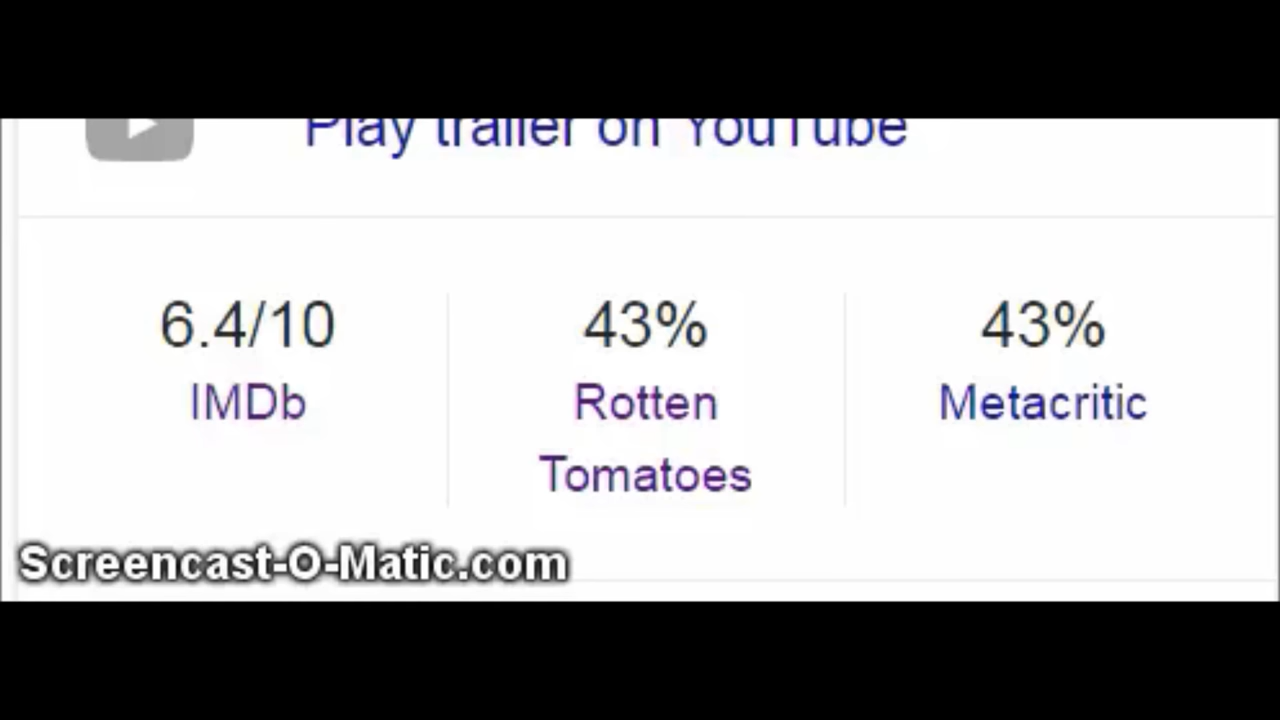 Play trailer on YouTube
6.4/10 43% 43%
IMDb Rotten Metacritic
Tomatoes
Screencast-O-Matic.com